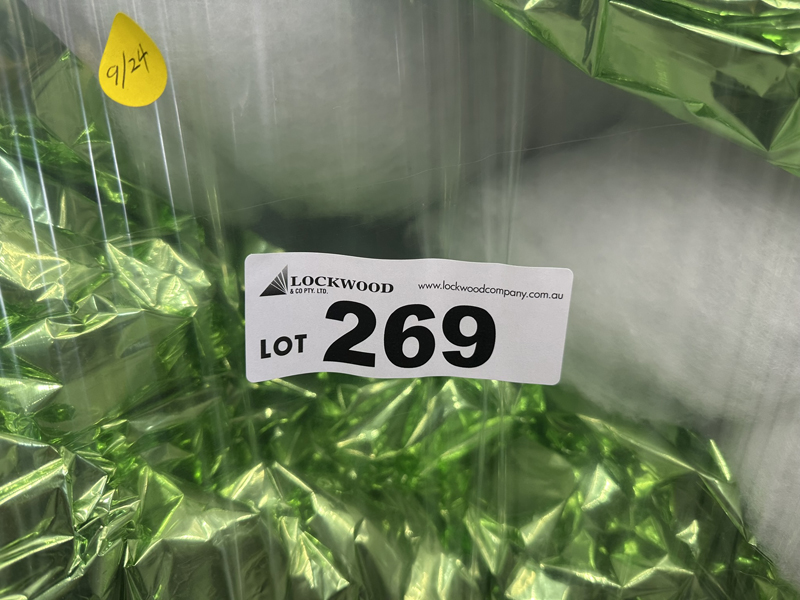 9/24
LOCKWOOD
& CO PTY. LTD.
www.lockwoodcompany.com.au
LOT 269